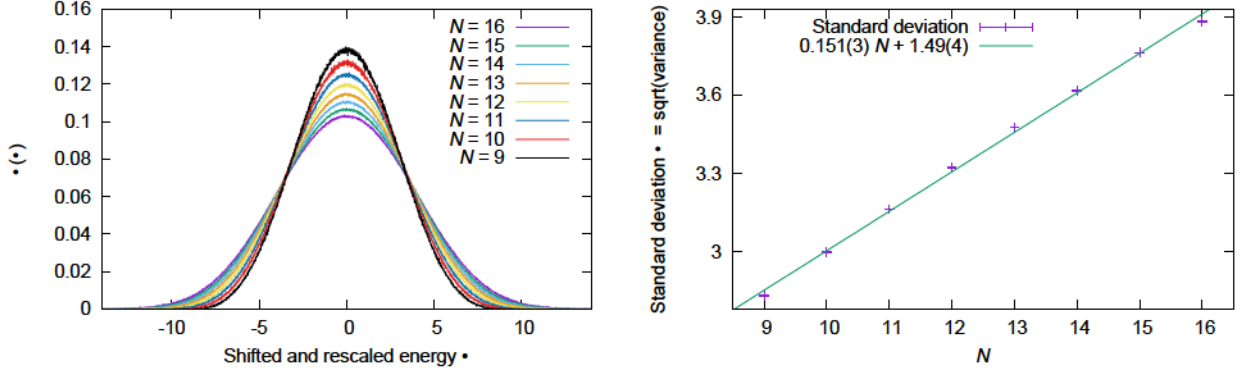 0.16
0.14
0.12
0.1
0.08
0.06
0.04
0.02
0
• (•)
N = 16
N = 15
N = 14
N = 13
N = 12
N = 11
N = 10
N = 9
-10 -5 0 5 10
Shifted and rescaled energy •
3.9
3.6
3.3
3
Standard deviation • = sqrt(variance)
Standard deviation
0.151(3) N + 1.49(4)
9 10 11 12 13 14 15 16
N